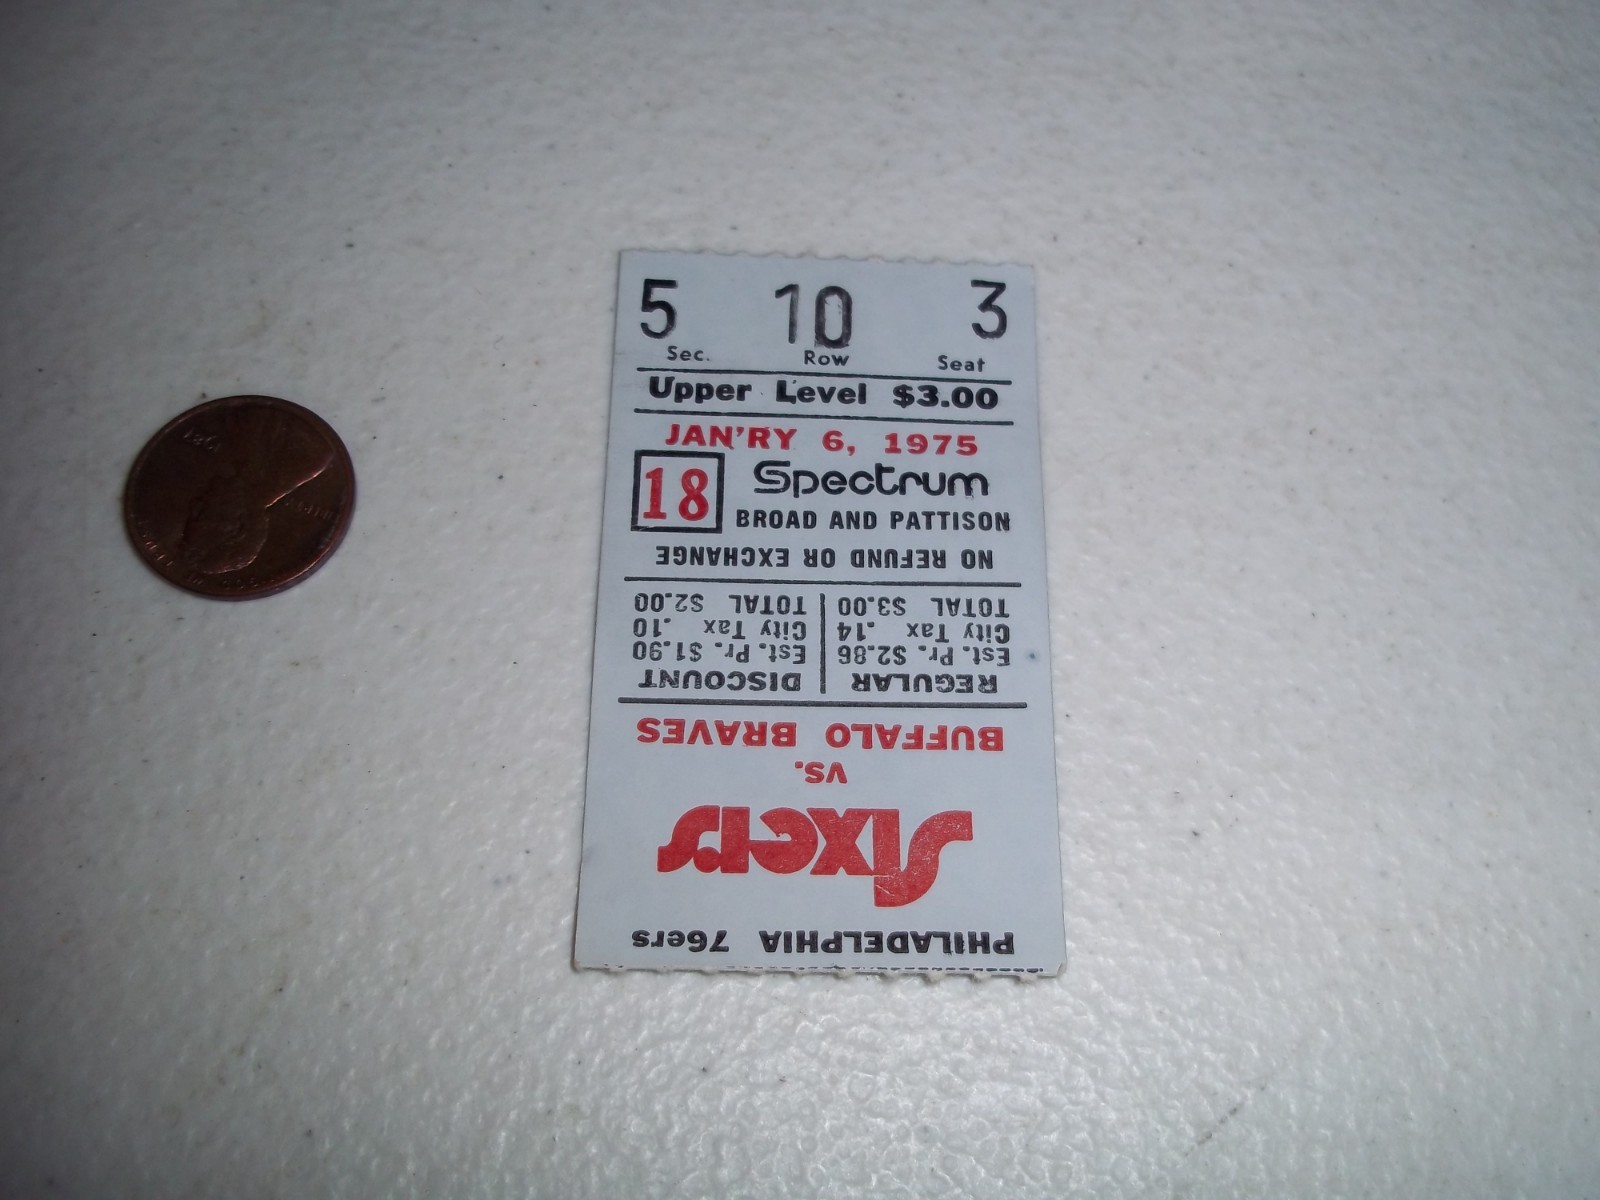 5 10 3
Sec. Row Seat
Upper Level $3.00
JAN'RY 6, 1975
18 Spectrum
BROAD AND PATTISON
PHILADELPHIA 76ers
Sixers
VS.
BUFFALO BRAVES
REGULAR DISCOUNT
Est. Pr. $2.86 Est. Pr. $1.90
City Tax .14 City Tax .10
TOTAL $3.00 TOTAL $2.00
NO REFUND OR EXCHANGE